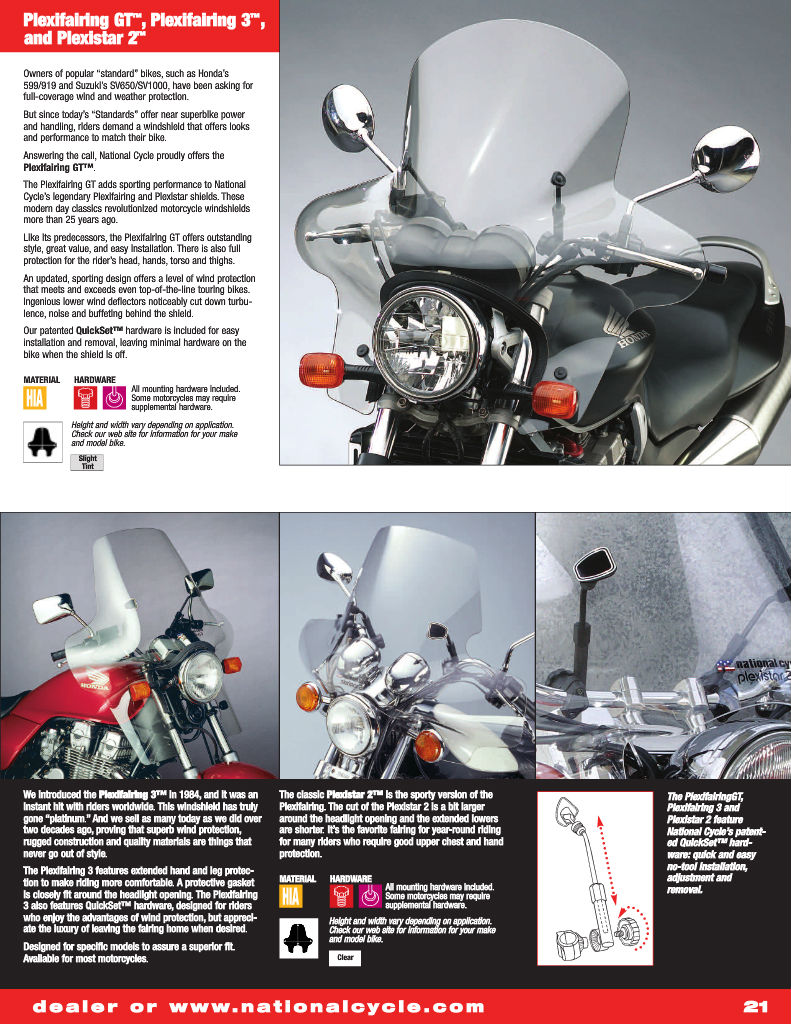 Plexifairing GT™, Plexifairing 3™,
and Plexistar 2™
Owners of popular “standard” bikes, such as Honda’s
599/919 and Suzuki’s SV650/SV1000, have been asking for
full-coverage wind and weather protection.
But since today’s “Standards” offer near superbike power
and handling, riders demand a windshield that offers looks
and performance to match their bike.
Answering the call, National Cycle proudly offers the
Plexifairing GT™.
The Plexifairing GT adds sporting performance to National
Cycle’s legendary Plexifairing and Plexistar shields. These
modern day classics revolutionized motorcycle windshields
more than 25 years ago.
Like its predecessors, the Plexifairing GT offers outstanding
style, great value, and easy installation. There is also full
protection for the rider’s head, hands, torso and thighs.
An updated, sporting design offers a level of wind protection
that meets and exceeds even top-of-the-line touring bikes.
Ingenious lower wind deflectors noticeably cut down turbu-
lence, noise and buffeting behind the shield.
Our patented QuickSet™ hardware is included for easy
installation and removal, leaving minimal hardware on the
bike when the shield is off.
MATERIAL HARDWARE
HIA
All mounting hardware included.
Some motorcycles may require
supplemental hardware.
Height and width vary depending on application.
Check our web site for information for your make
and model bike.
Slight
Tint
HONDA
HONDA
national cy
plexistar 2
We introduced the Plexifairing 3™ in 1984, and it was an
instant hit with riders worldwide. This windshield has truly
gone “platinum.” And we sell as many today as we did over
two decades ago, proving that superb wind protection,
rugged construction and quality materials are things that
never go out of style.
The Plexifairing 3 features extended hand and leg protec-
tion to make riding more comfortable. A protective gasket
is closely fit around the headlight opening. The Plexifairing
3 also features QuickSet™ hardware, designed for riders
who enjoy the advantages of wind protection, but appreci-
ate the luxury of leaving the fairing home when desired.
Designed for specific models to assure a superior fit.
Available for most motorcycles.
The classic Plexistar 2™ is the sporty version of the
Plexifairing. The cut of the Plexistar 2 is a bit larger
around the headlight opening and the extended lowers
are shorter. It’s the favorite fairing for year-round riding
for many riders who require good upper chest and hand
protection.
MATERIAL HARDWARE
HIA
All mounting hardware included.
Some motorcycles may require
supplemental hardware.
Height and width vary depending on application.
Check our web site for information for your make
and model bike.
Clear
The PlexifairingGT,
Plexifairing 3 and
Plexistar 2 feature
National Cycle’s patent-
ed QuickSet™ hard-
ware: quick and easy
no-tool installation,
adjustment and
removal.
dealer or www.nationalcycle.com 21